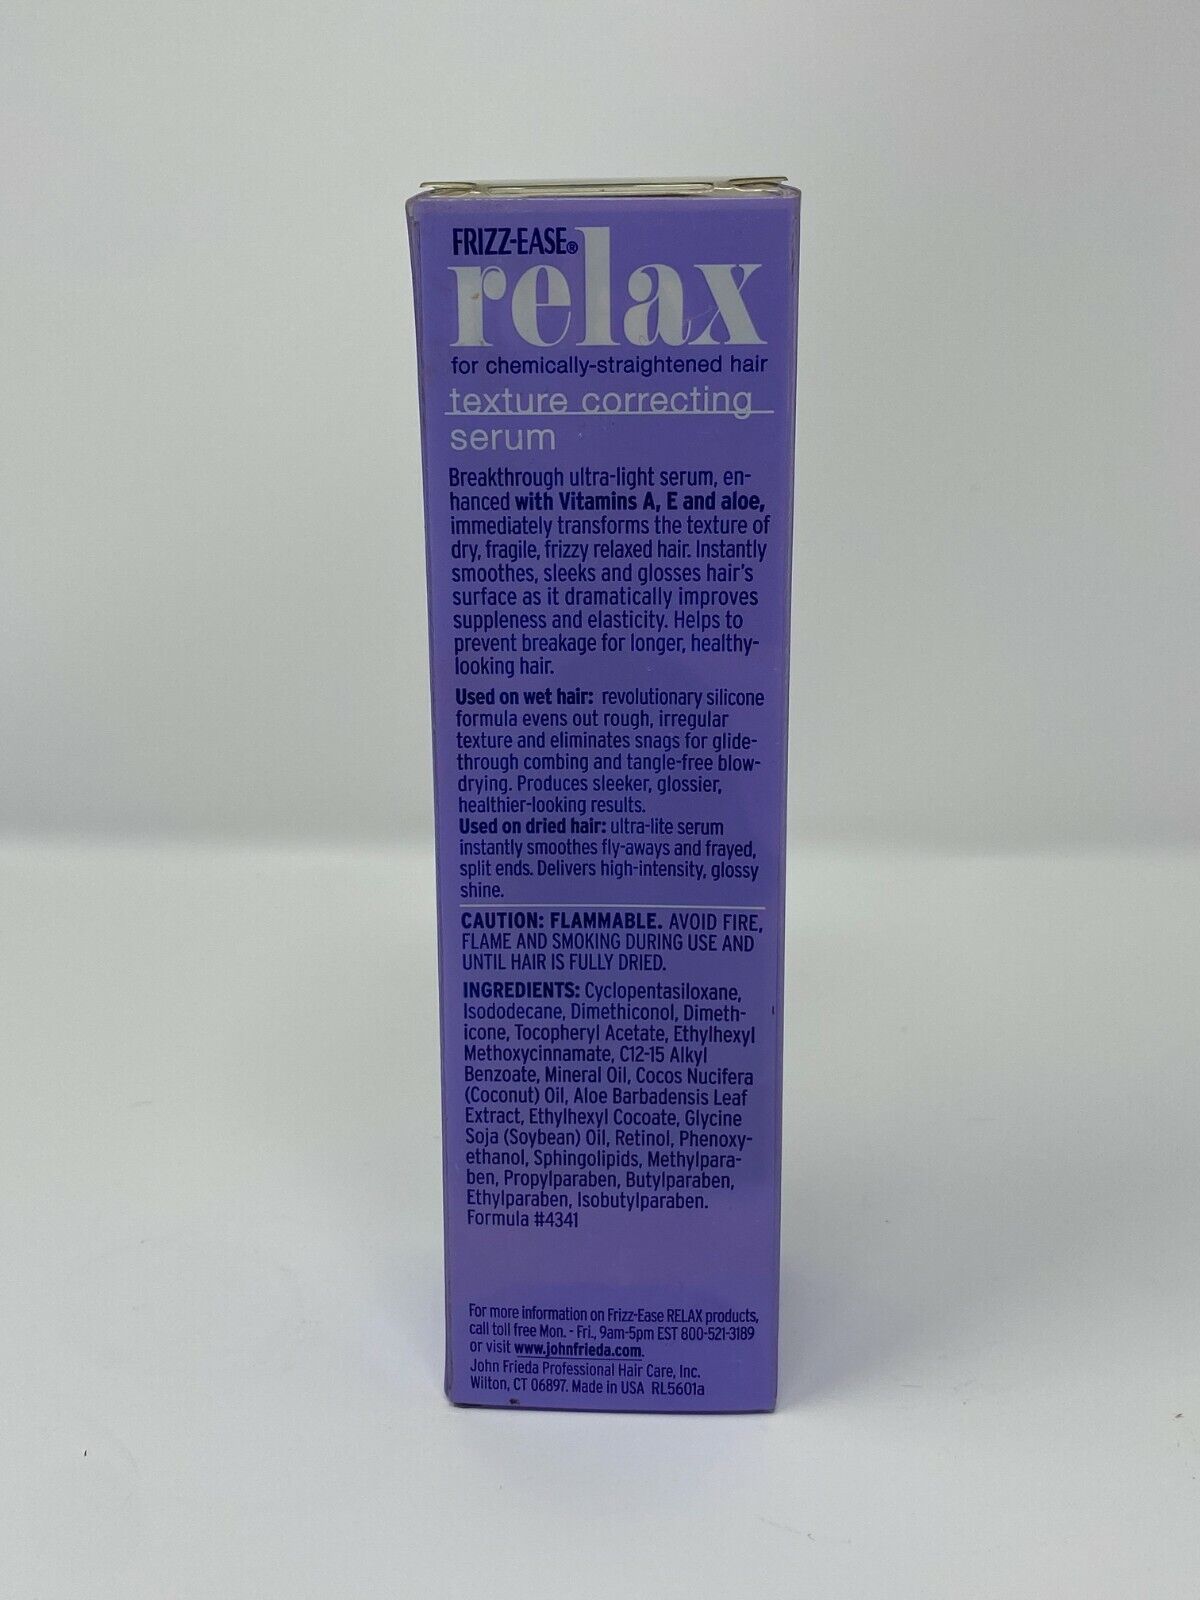 FRIZZ-EASE®
relax
for chemically-straightened hair
texture correcting
serum
Breakthrough ultra-light serum, en-
hanced with Vitamins A, E and aloe,
immediately transforms the texture of
dry, fragile, frizzy relaxed hair. Instantly
smoothes, sleeks and glosses hair's
surface as it dramatically improves
suppleness and elasticity. Helps to
prevent breakage for longer, healthy-
looking hair.
Used on wet hair: revolutionary silicone
formula evens out rough, irregular
texture and eliminates snags for glide-
through combing and tangle-free blow-
drying. Produces sleeker, glossier,
healthier-looking results.
Used on dried hair: ultra-lite serum
instantly smoothes fly-aways and frayed,
split ends. Delivers high-intensity, glossy
shine.
CAUTION: FLAMMABLE. AVOID FIRE,
FLAME AND SMOKING DURING USE AND
UNTIL HAIR IS FULLY DRIED.
INGREDIENTS: Cyclopentasiloxane,
Isododecane, Dimethiconol, Dimeth-
icone, Tocopheryl Acetate, Ethylhexyl
Methoxycinnamate, C12-15 Alkyl
Benzoate, Mineral Oil, Cocos Nucifera
(Coconut) Oil, Aloe Barbadensis Leaf
Extract, Ethylhexyl Cocoate, Glycine
Soja (Soybean) Oil, Retinol, Phenoxy-
ethanol, Sphingolipids, Methylpara-
ben, Propylparaben, Butylparaben,
Ethylparaben, Isobutylparaben.
Formula #4341
For more information on Frizz-Ease RELAX products,
call toll free Mon. - Fri., 9am-5pm EST 800-521-3189
or visit www.johnfrieda.com.
John Frieda Professional Hair Care, Inc.
Wilton, CT 06897. Made in USA RL5601a